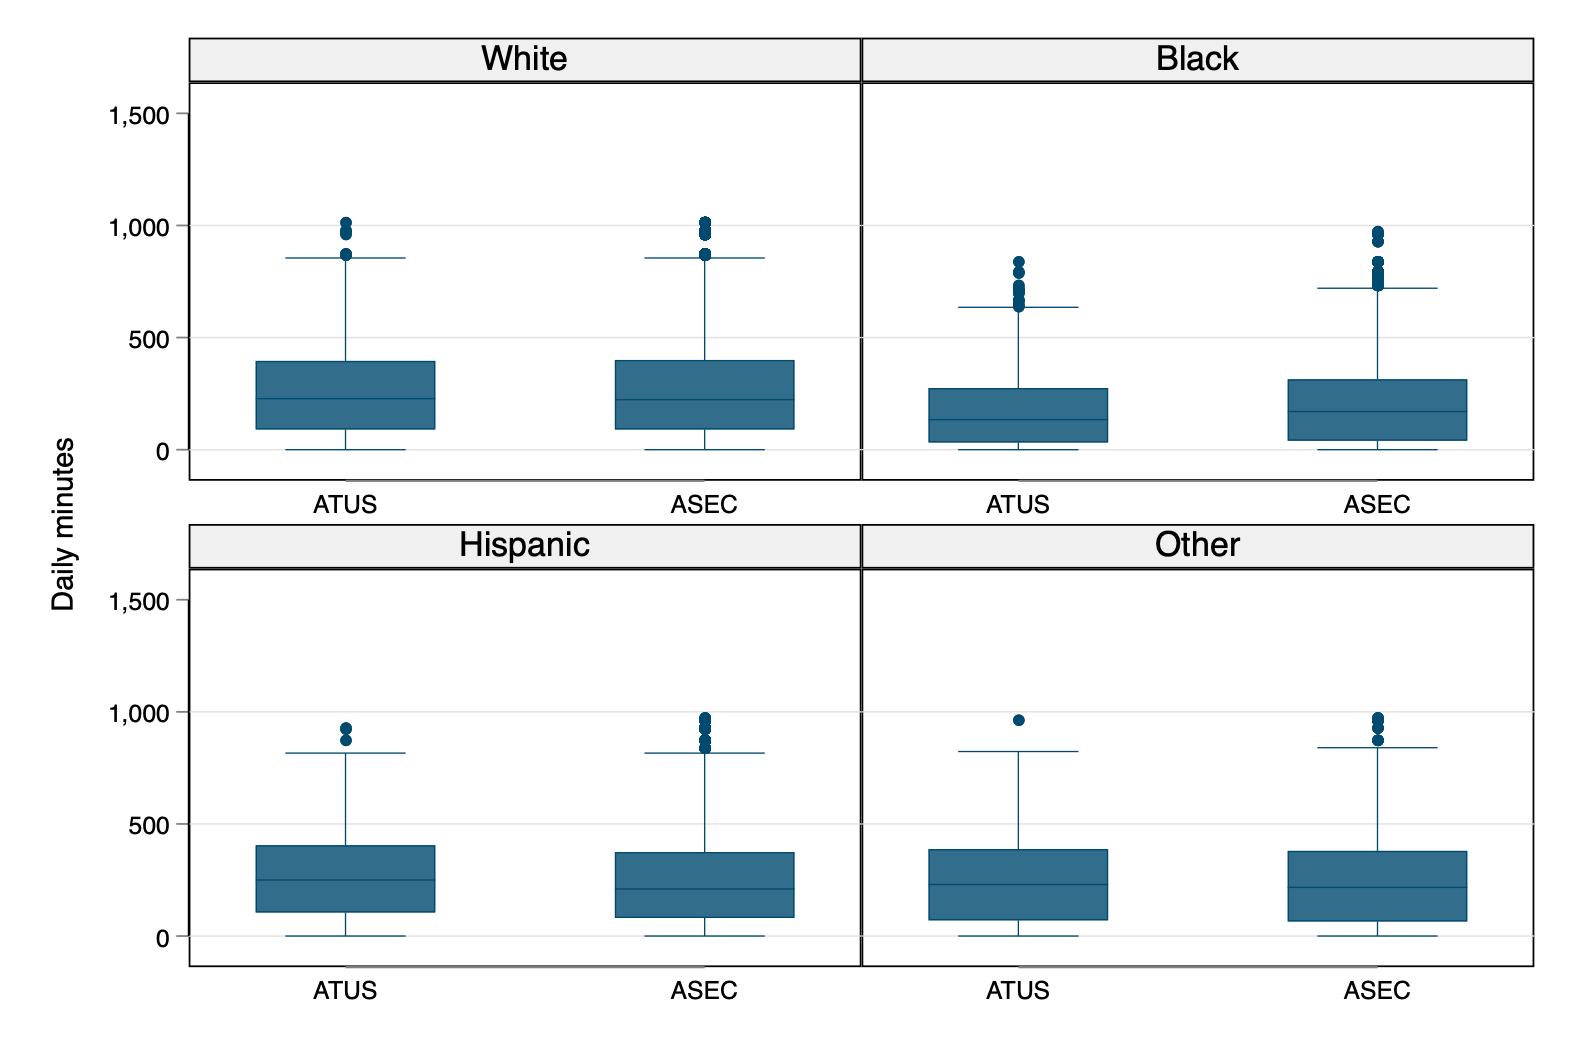 White
Black
1,500
1,000
500
0
ATUS
ASEC
ATUS
ASEC
Daily minutes
Hispanic
Other
1,500
1,000
500
0
ATUS
ASEC
ATUS
ASEC